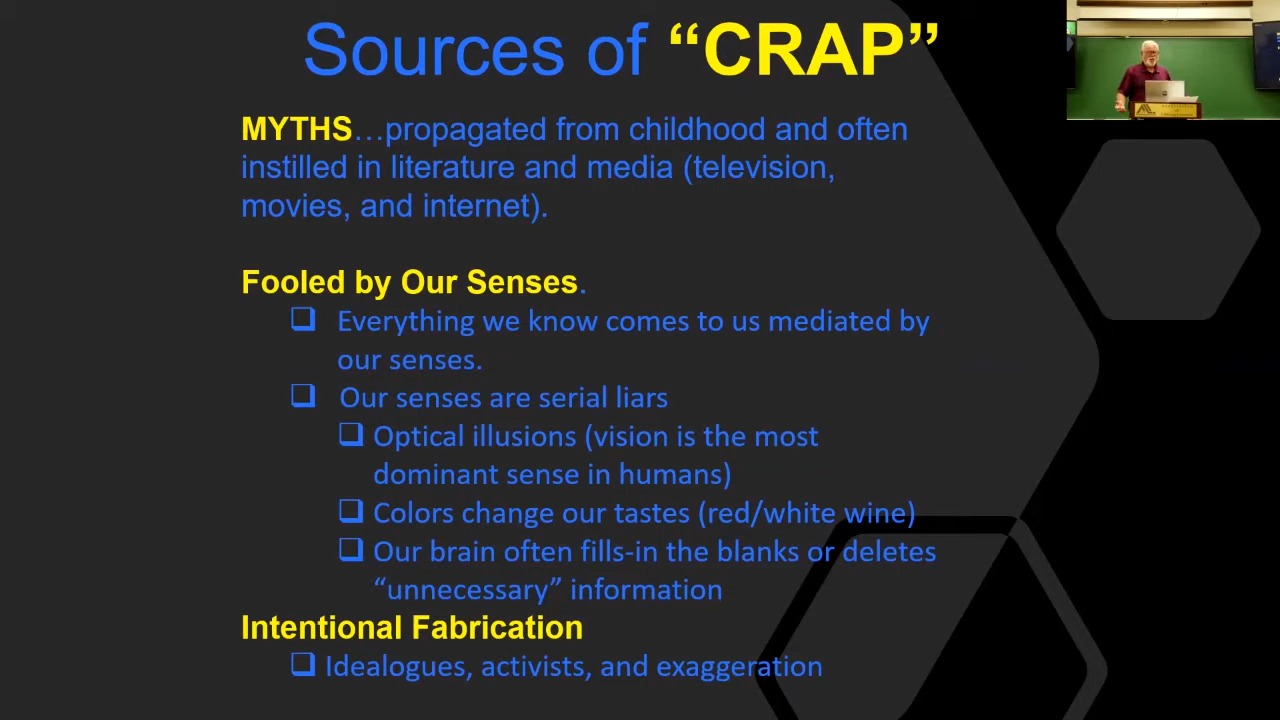 Sources of “CRAP”
MYTHS…propagated from childhood and often
instilled in literature and media (television,
movies, and internet).
Fooled by Our Senses.
❑ Everything we know comes to us mediated by
our senses.
❑ Our senses are serial liars
❑ Optical illusions (vision is the most
dominant sense in humans)
❑ Colors change our tastes (red/white wine)
❑ Our brain often fills-in the blanks or deletes
“unnecessary” information
Intentional Fabrication
❑ Idealogues, activists, and exaggeration